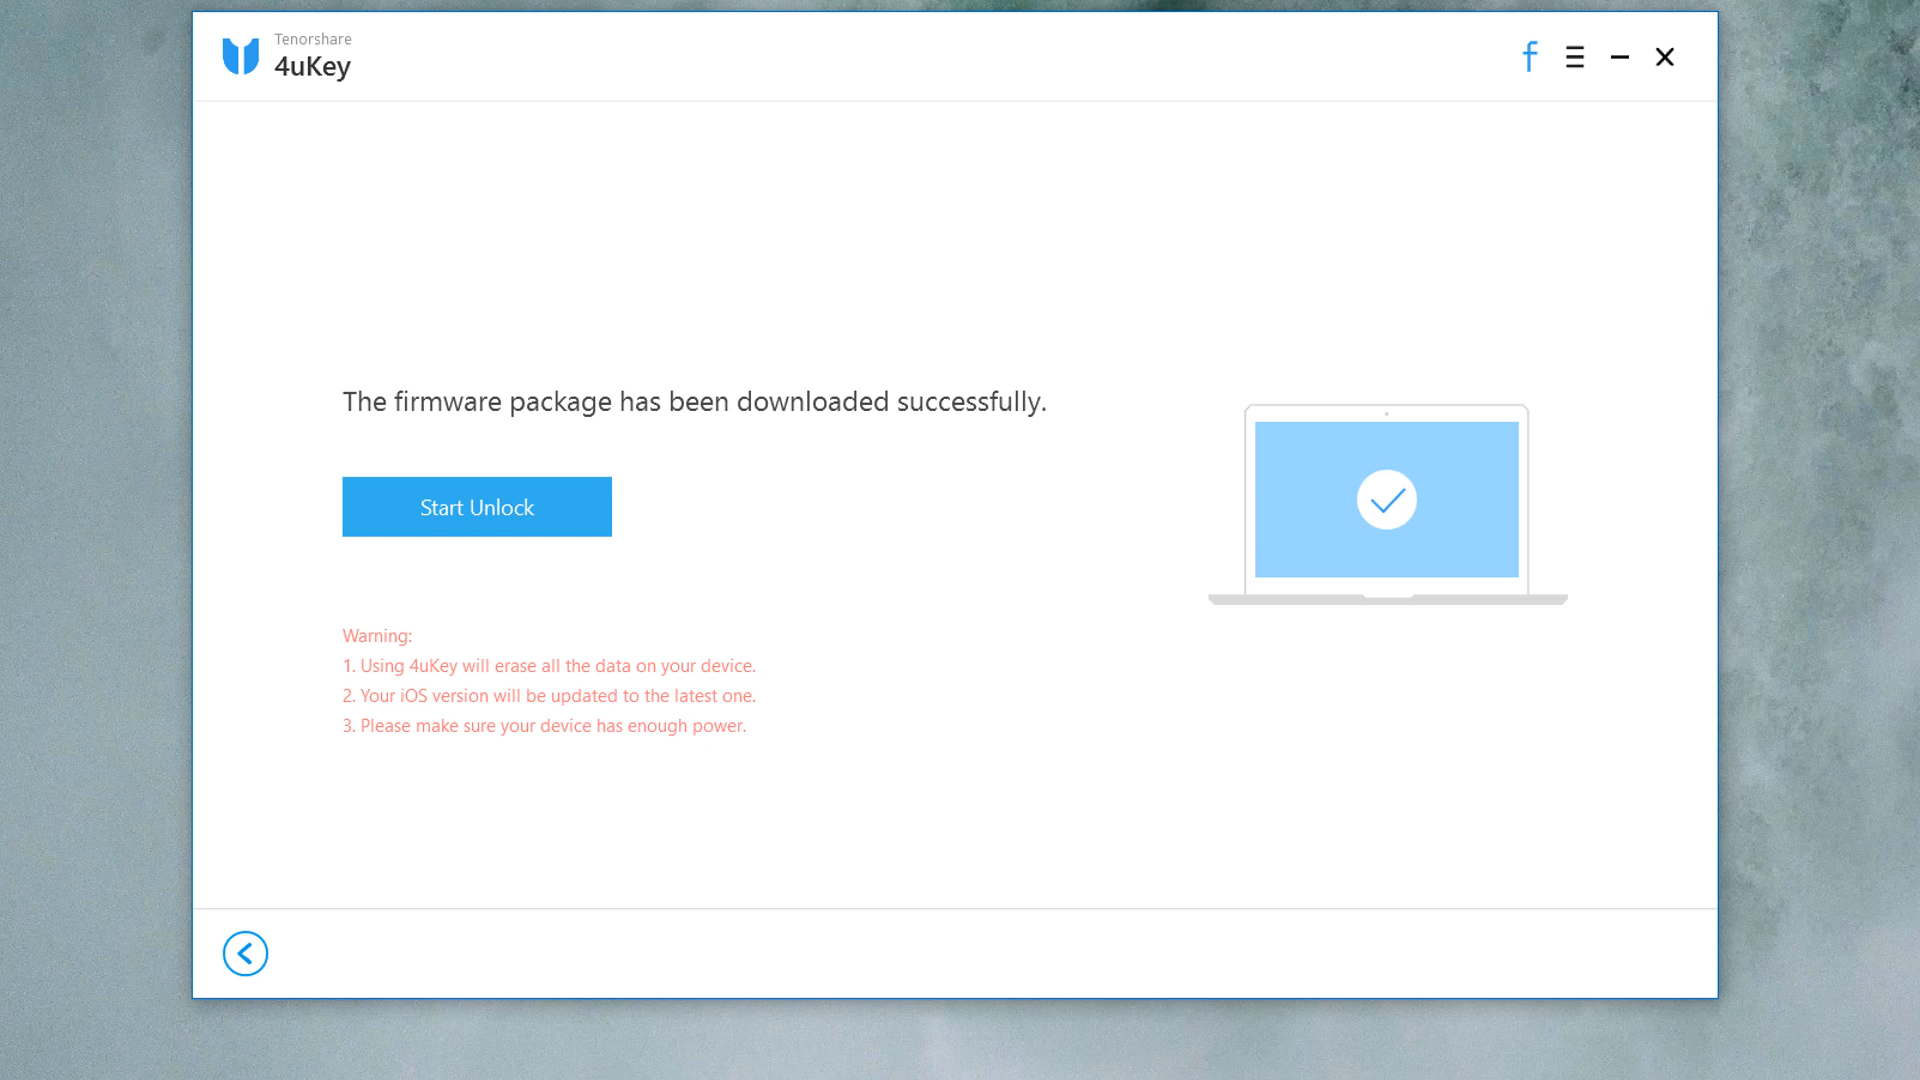 Tenorshare
4uKey
The firmware package has been downloaded successfully.
Start Unlock
Warning:
1. Using 4uKey will erase all the data on your device.
2. Your iOS version will be updated to the latest one.
3. Please make sure your device has enough power.